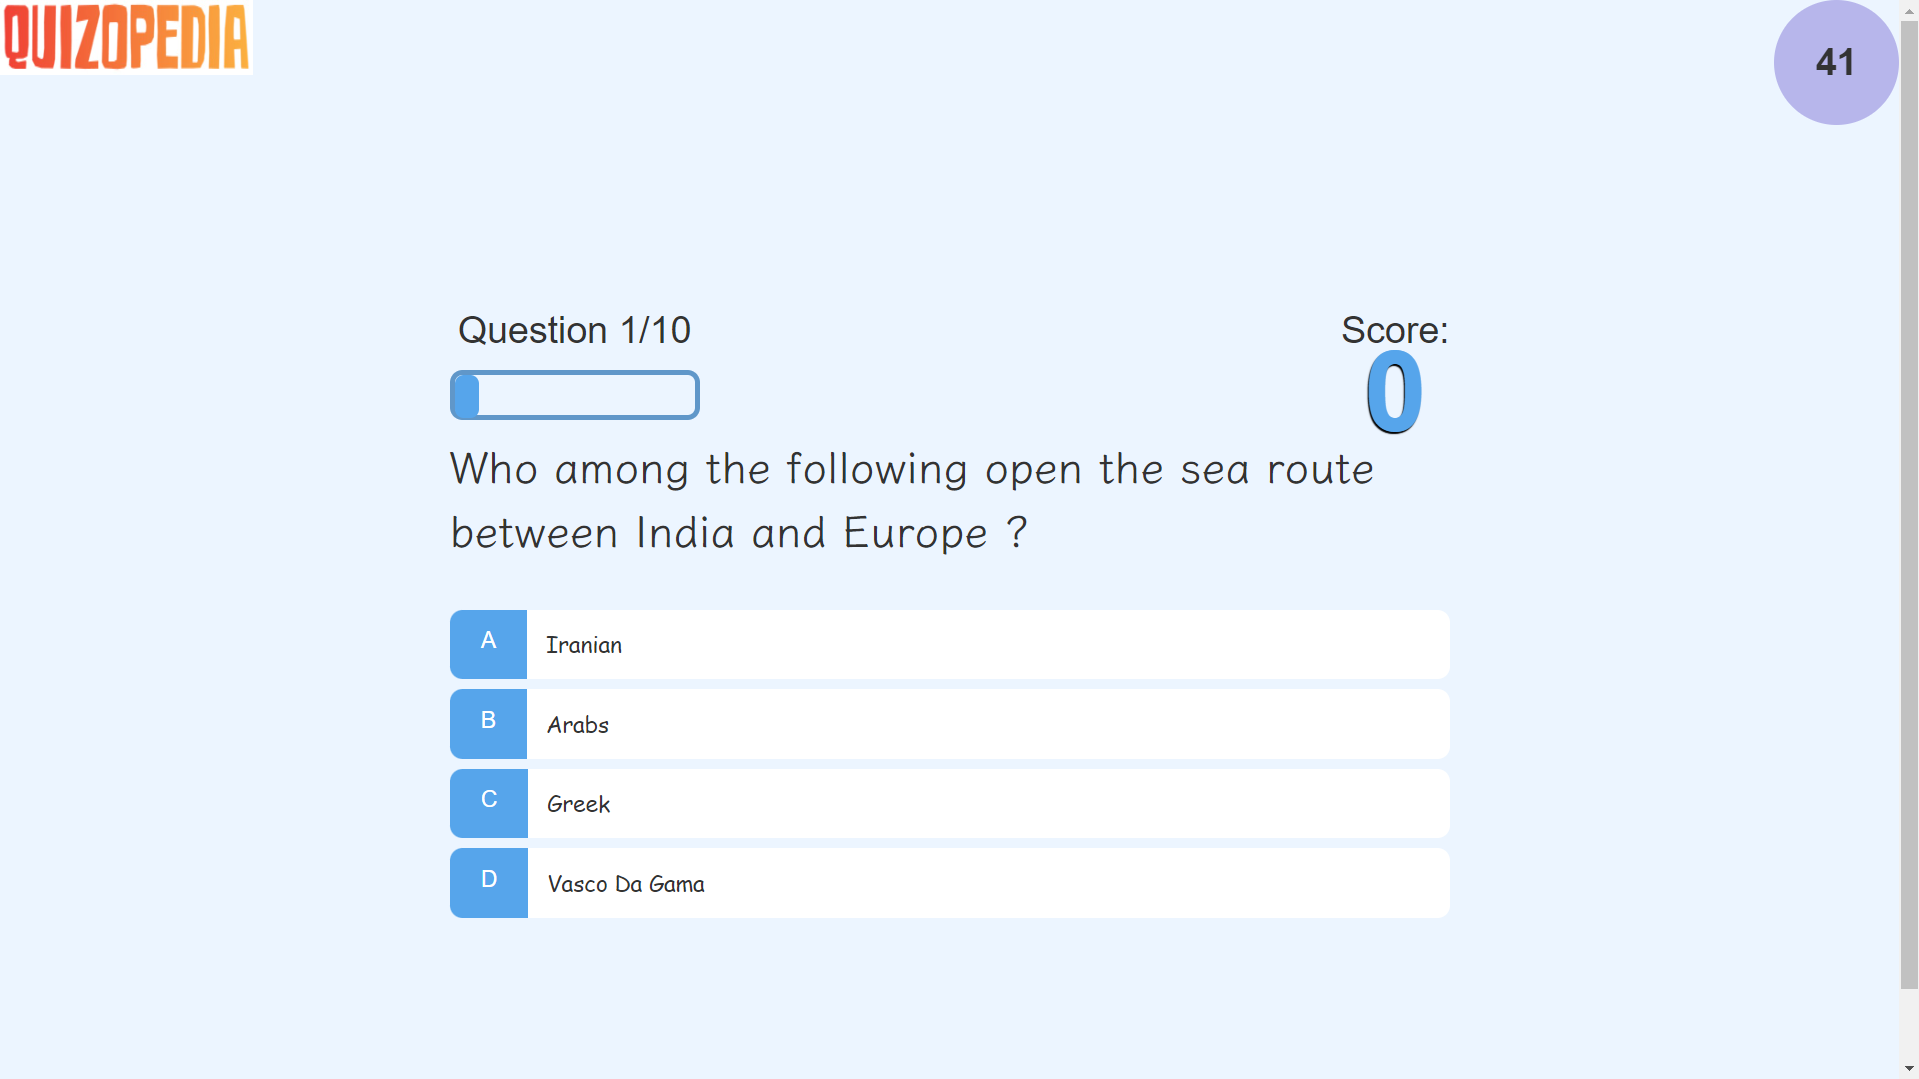 QUIZOPEDIA
41
Question 1/10
Score:
0
Who among the following open the sea route
between India and Europe ?
A Iranian
B Arabs
C Greek
D Vasco Da Gama